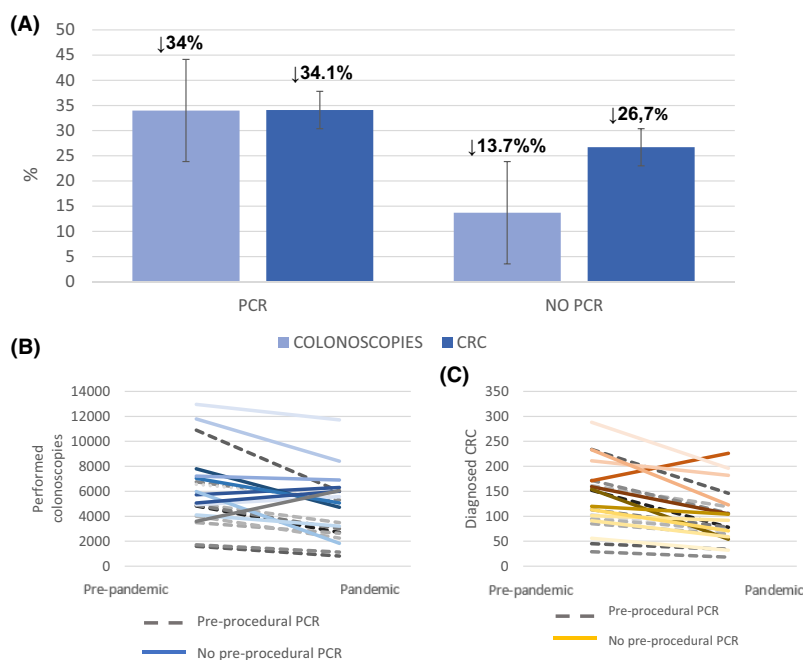 (A)
50
45
40
35
30
25
20
15
10
5
0
%
↓34%
↓34.1%
↓13.7%%
↓26,7%
PCR
NO PCR
COLONOSCOPIES
CRC
(B)
14000
12000
10000
8000
6000
4000
2000
0
Performed
colonoscopies
Pre-pandemic
Pandemic
Pre-procedural PCR
No pre-procedural PCR
(C)
350
300
250
200
150
100
50
0
Diagnosed CRC
Pre-pandemic
Pandemic
Pre-procedural PCR
No pre-procedural PCR